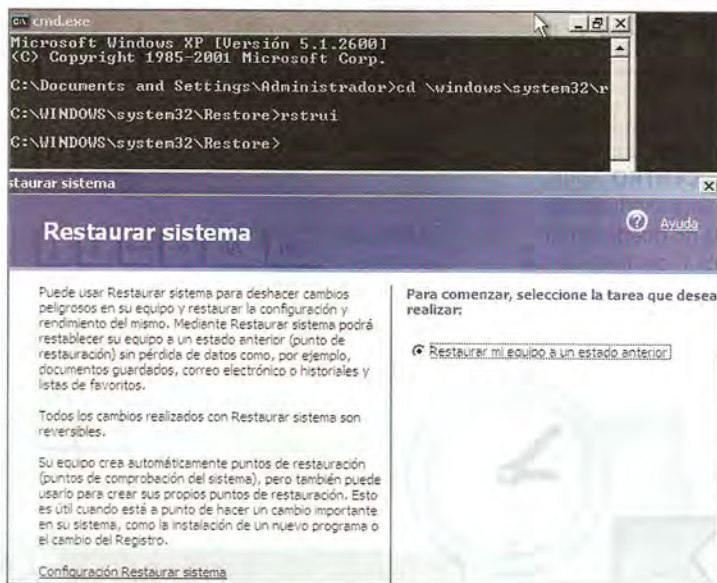 cmd.exe
Microsoft Windows XP [Versión 5.1.2600]
(C) Copyright 1985-2001 Microsoft Corp.
C:\Documents and Settings\Administrador>cd \windows\system32\r
C:\WINDOWS\system32\Restore>rstrui
C:\WINDOWS\system32\Restore>
staurar sistema
Restaurar sistema
Ayuda
Puede usar Restaurar sistema para deshacer cambios
peligrosos en su equipo y restaurar la configuración y
rendimiento del mismo. Mediante Restaurar sistema podrá
restablecer su equipo a un estado anterior (punto de
restauración) sin pérdida de datos como, por ejemplo,
documentos guardados, correo electrónico o historiales y
listas de favoritos.
Todos los cambios realizados con Restaurar sistema son
reversibles.
Su equipo crea automáticamente puntos de restauración
(puntos de comprobación del sistema), pero también puede
usarlo para crear sus propios puntos de restauración. Esto
es útil cuando está a punto de hacer un cambio importante
en su sistema, como la instalación de un nuevo programa o
el cambio del Registro.
Configuración Restaurar sistema
Para comenzar, seleccione la tarea que desea
realizar:
Restaurar mi equipo a un estado anterior